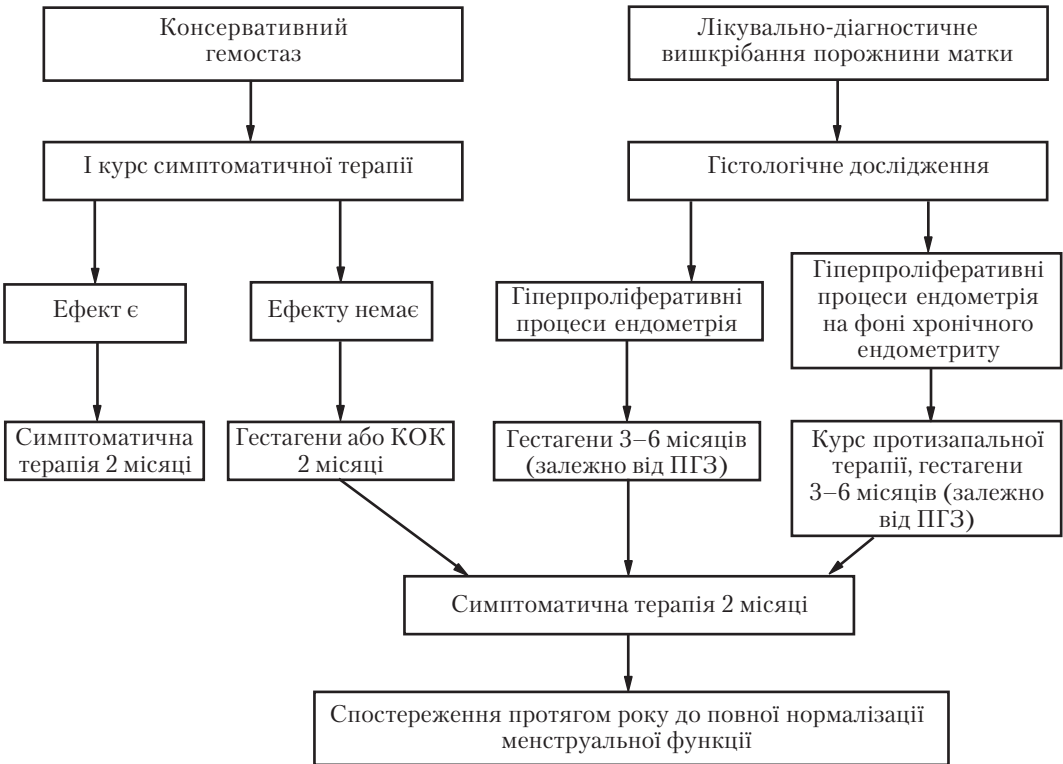 Консервативний
гемостаз
Лікувально-діагностичне
вишкрібання порожнини матки
І курс симптоматичної терапії
Гістологічне дослідження
Ефект є
Ефекту немає
Гіперпроліферативні
процеси ендометрія
Гіперпроліферативні
процеси ендометрія
на фоні хронічного
ендометриту
Симптоматична
терапія 2 місяці
Гестагени або КОК
2 місяці
Гестагени 3–6 місяців
(залежно від ПГЗ)
Курс протизапальної
терапії, гестагени
3–6 місяців (залежно
від ПГЗ)
Симптоматична терапія 2 місяці
Спостереження протягом року до повної нормалізації
менструальної функції